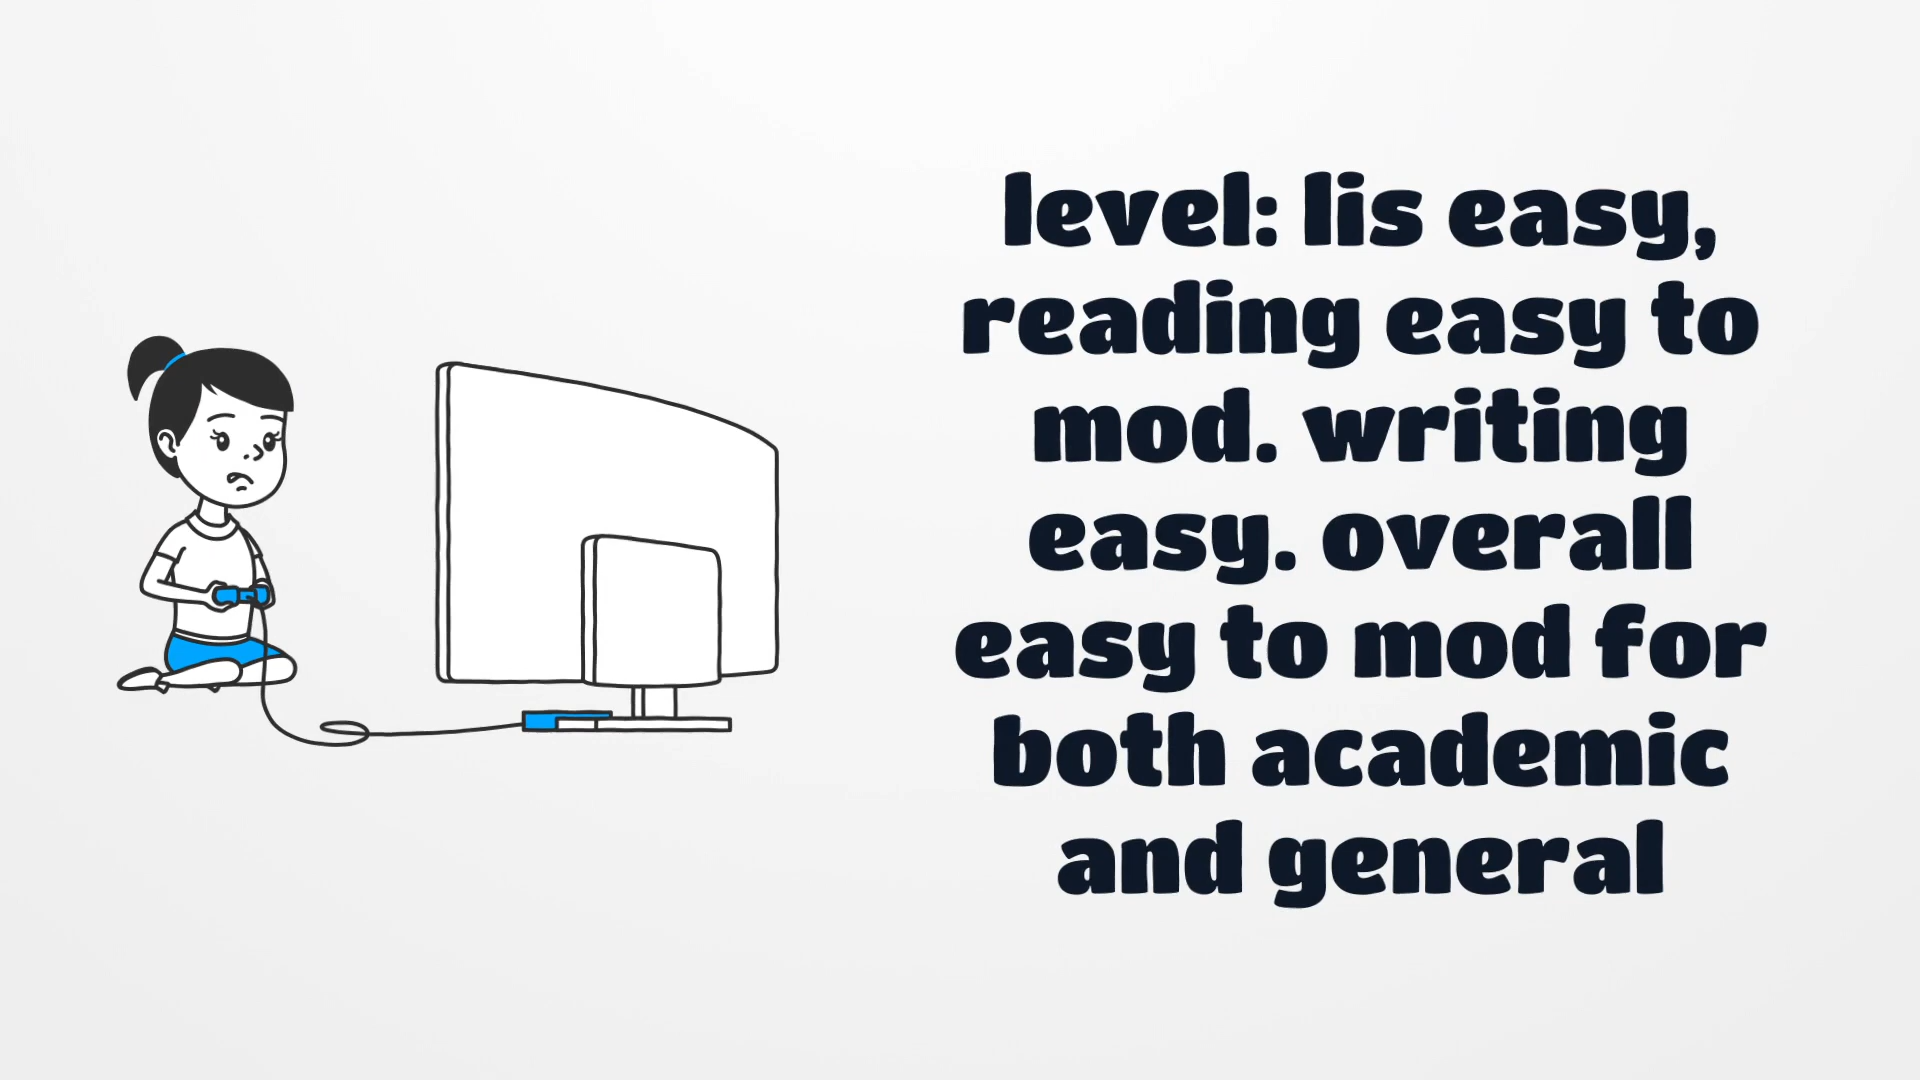 level: lis easy,
reading easy to
mod. writing
easy. overall
easy to mod for
both academic
and general